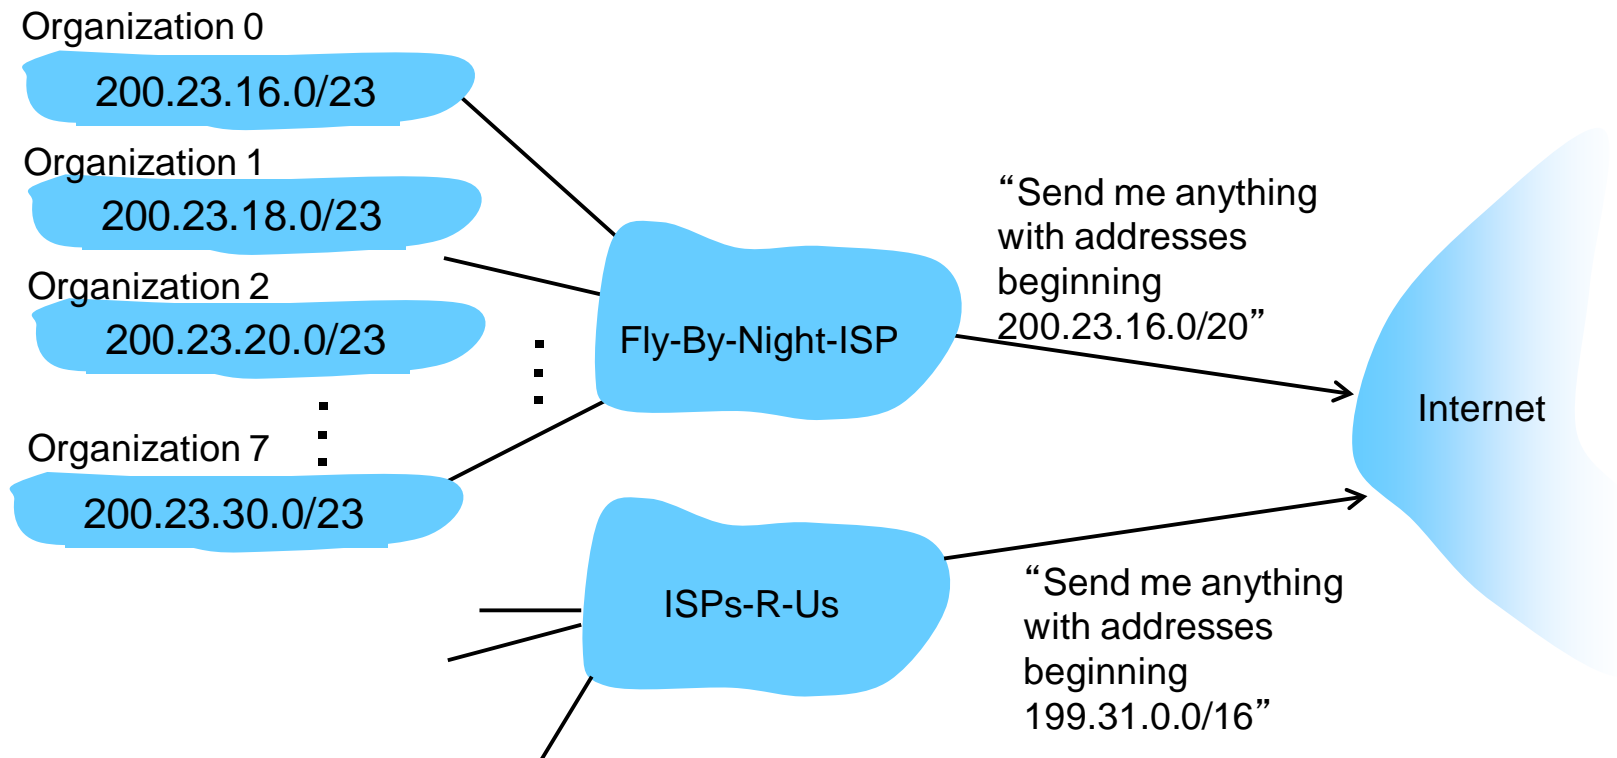 Organization 0
200.23.16.0/23
Organization 1
200.23.18.0/23
Organization 2
200.23.20.0/23
Organization 7
200.23.30.0/23
Fly-By-Night-ISP
“Send me anything
with addresses
beginning
200.23.16.0/20”
Internet
ISPs-R-Us
“Send me anything
with addresses
beginning
199.31.0.0/16”